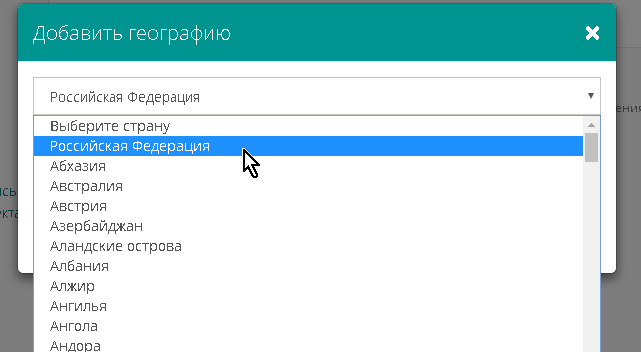 Добавить географию
Российская Федерация
Выберите страну
Российская Федерация
Абхазия
Австралия
Австрия
Азербайджан
Аландские острова
Албания
Алжир
Ангилья
Ангола
Андора